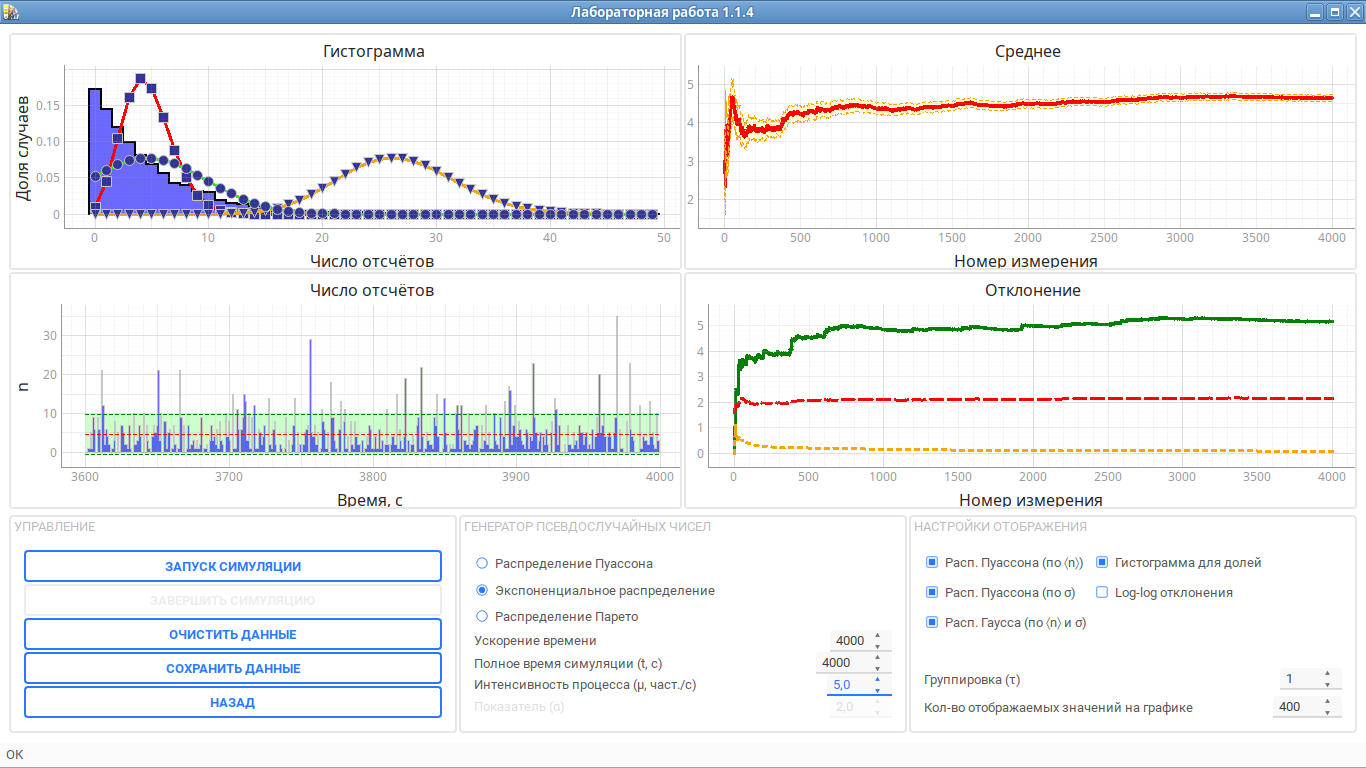 Лабораторная работа 1.1.4
Гистограмма
Доля случаев
0.15
0.10
0.05
0
0 10 20 30 40 50
Число отсчётов
Среднее
5
4
3
2
0 500 1000 1500 2000 2500 3000 3500 4000
Номер измерения
Число отсчётов
n
30
20
10
0
3600 3700 3800 3900 4000
Время, с
Отклонение
5
4
3
2
1
0
0 500 1000 1500 2000 2500 3000 3500 4000
Номер измерения
УПРАВЛЕНИЕ
ЗАПУСК СИМУЛЯЦИИ
ЗАВЕРШИТЬ СИМУЛЯЦИЮ
ОЧИСТИТЬ ДАННЫЕ
СОХРАНИТЬ ДАННЫЕ
НАЗАД
ГЕНЕРАТОР ПСЕВДОСЛУЧАЙНЫХ ЧИСЕЛ
Распределение Пуассона
Экспоненциальное распределение
Распределение Парето
Ускорение времени 4000
Полное время симуляции (t, с) 4000
Интенсивность процесса (μ, част./с) 5,0
Показатель (α) 2,0
НАСТРОЙКИ ОТОБРАЖЕНИЯ
Расп. Пуассона (по ⟨n⟩) Гистограмма для долей
Расп. Пуассона (по σ) Log-log отклонения
Расп. Гаусса (по ⟨n⟩ и σ)
Группировка (τ) 1
Кол-во отображаемых значений на графике 400
ОК